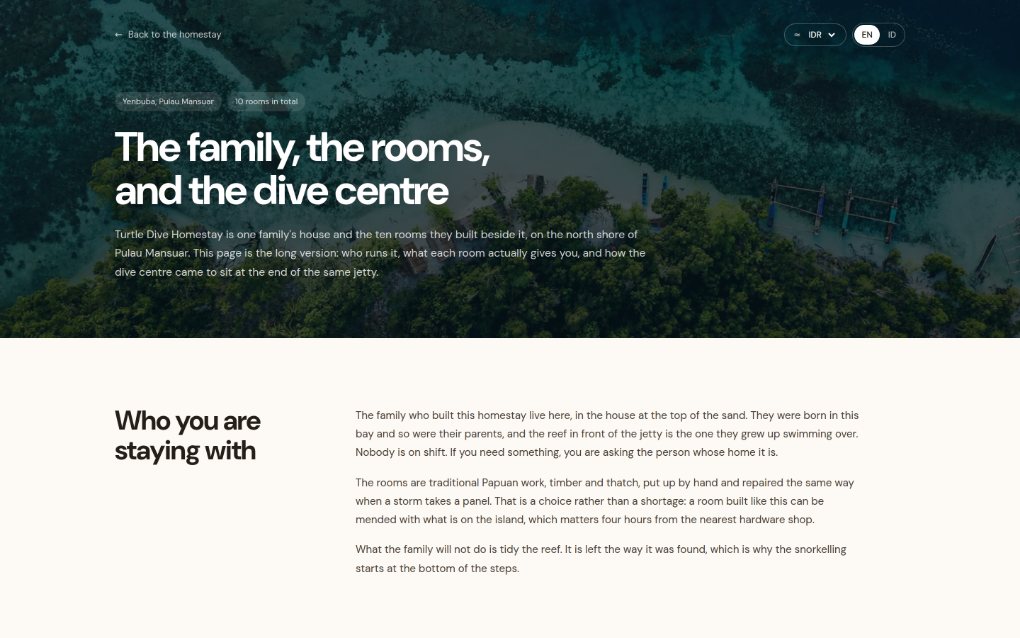 ← Back to the homestay
≈ IDR
EN ID
Yenbuba, Pulau Mansuar
10 rooms in total
The family, the rooms,
and the dive centre
Turtle Dive Homestay is one family's house and the ten rooms they built beside it, on the north shore of
Pulau Mansuar. This page is the long version: who runs it, what each room actually gives you, and how the
dive centre came to sit at the end of the same jetty.
Who you are
staying with
The family who built this homestay live here, in the house at the top of the sand. They were born in this
bay and so were their parents, and the reef in front of the jetty is the one they grew up swimming over.
Nobody is on shift. If you need something, you are asking the person whose home it is.
The rooms are traditional Papuan work, timber and thatch, put up by hand and repaired the same way
when a storm takes a panel. That is a choice rather than a shortage: a room built like this can be
mended with what is on the island, which matters four hours from the nearest hardware shop.
What the family will not do is tidy the reef. It is left the way it was found, which is why the snorkelling
starts at the bottom of the steps.